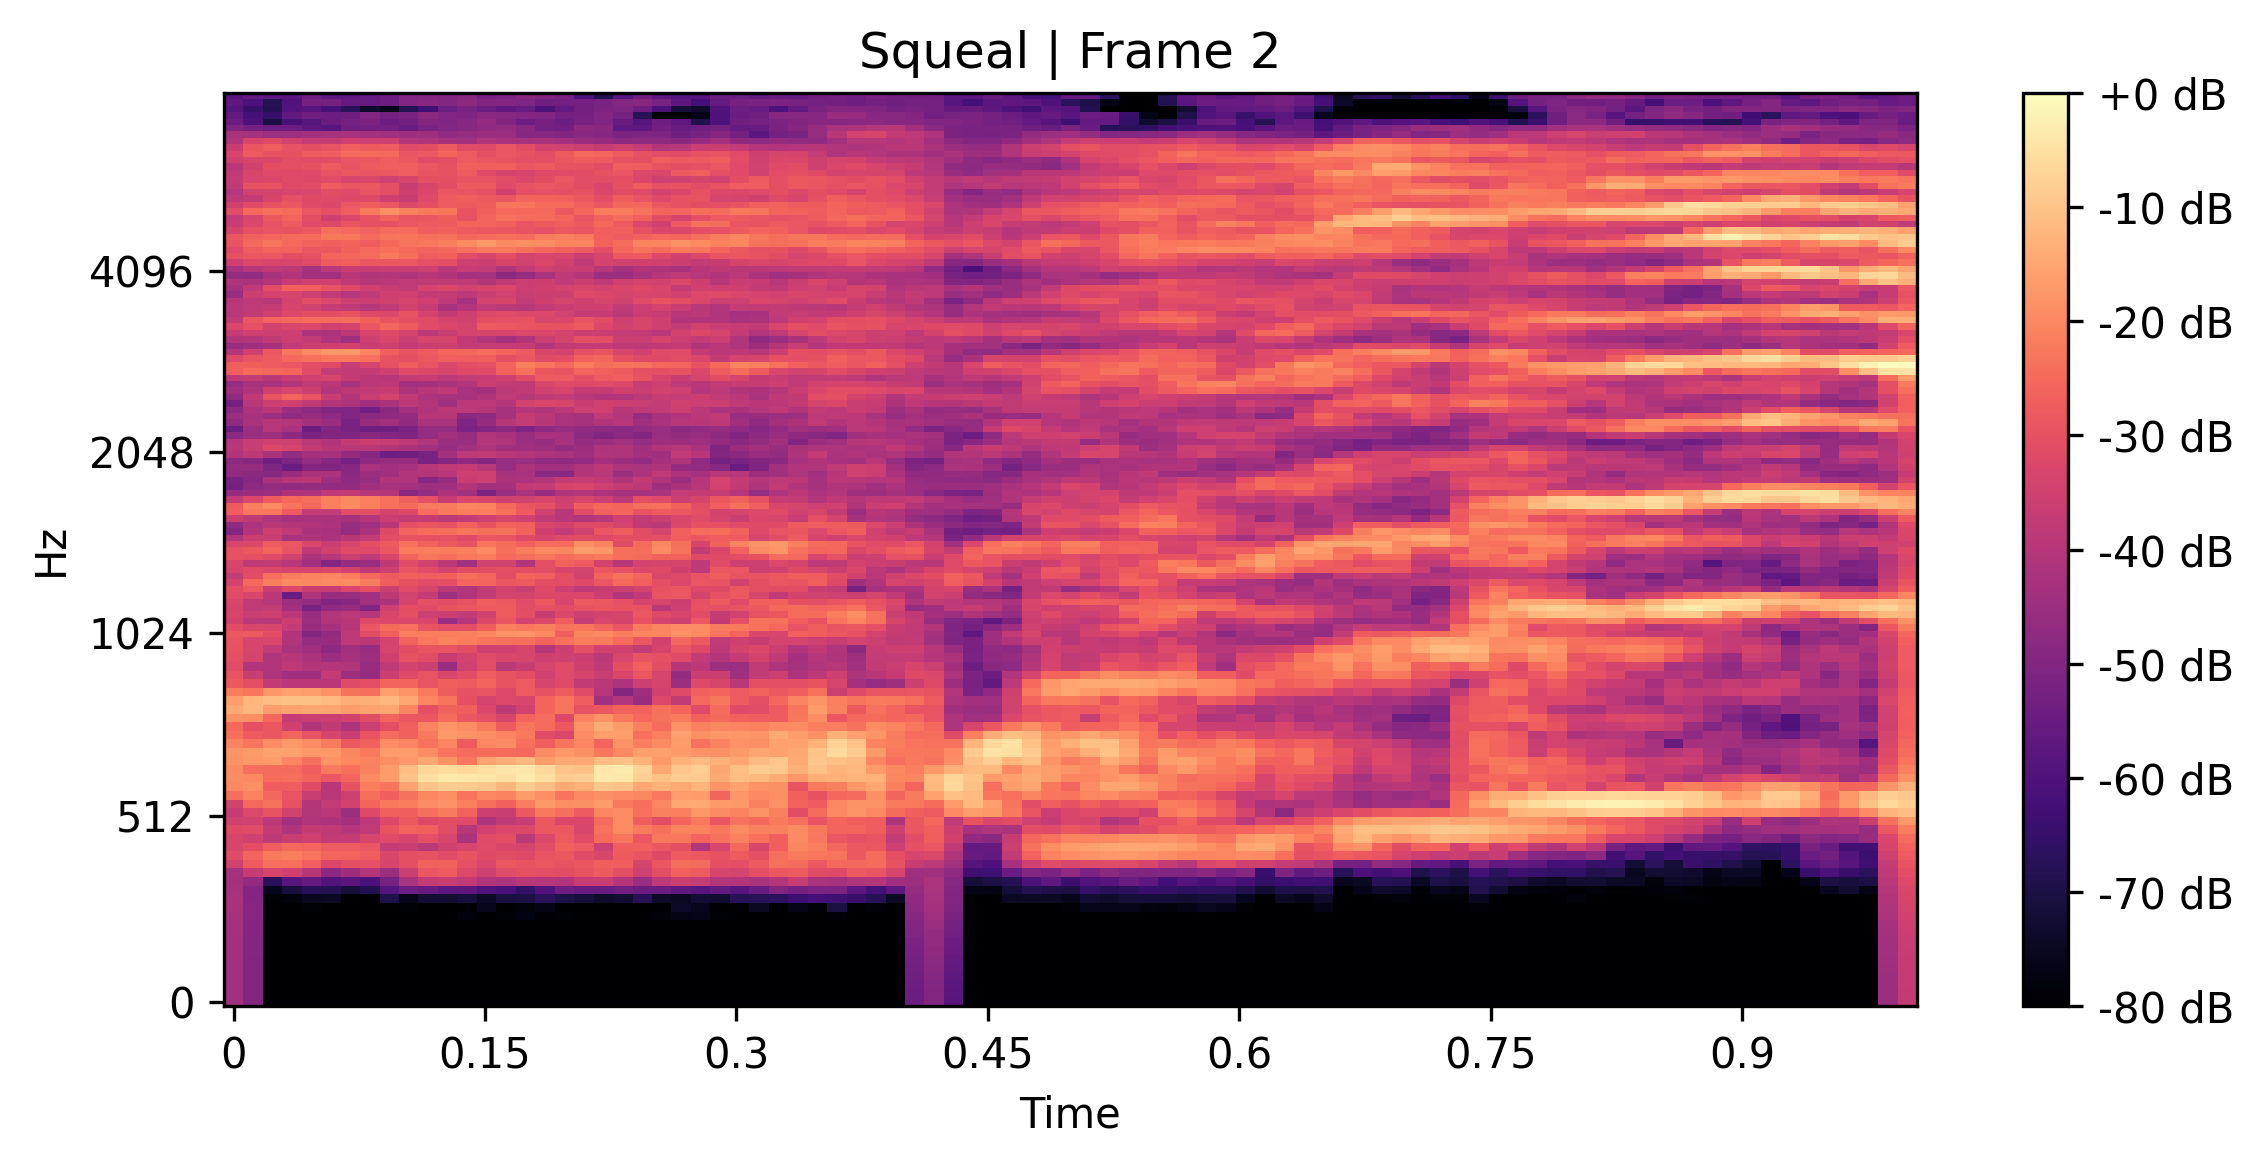 Squeal | Frame 2
Hz
4096
2048
1024
512
0
0 0.15 0.3 0.45 0.6 0.75 0.9
Time
+0 dB
-10 dB
-20 dB
-30 dB
-40 dB
-50 dB
-60 dB
-70 dB
-80 dB